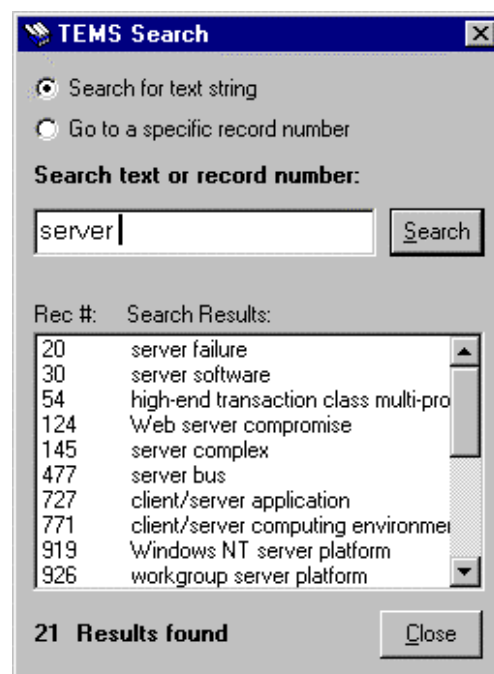 TEMS Search
Search for text string
Go to a specific record number
Search text or record number:
server
Search
Rec #: Search Results:
20 server failure
30 server software
54 high-end transaction class multi-pro
124 Web server compromise
145 server complex
477 server bus
727 client/server application
771 client/server computing environmer
919 Windows NT server platform
926 workgroup server platform
21 Results found
Close